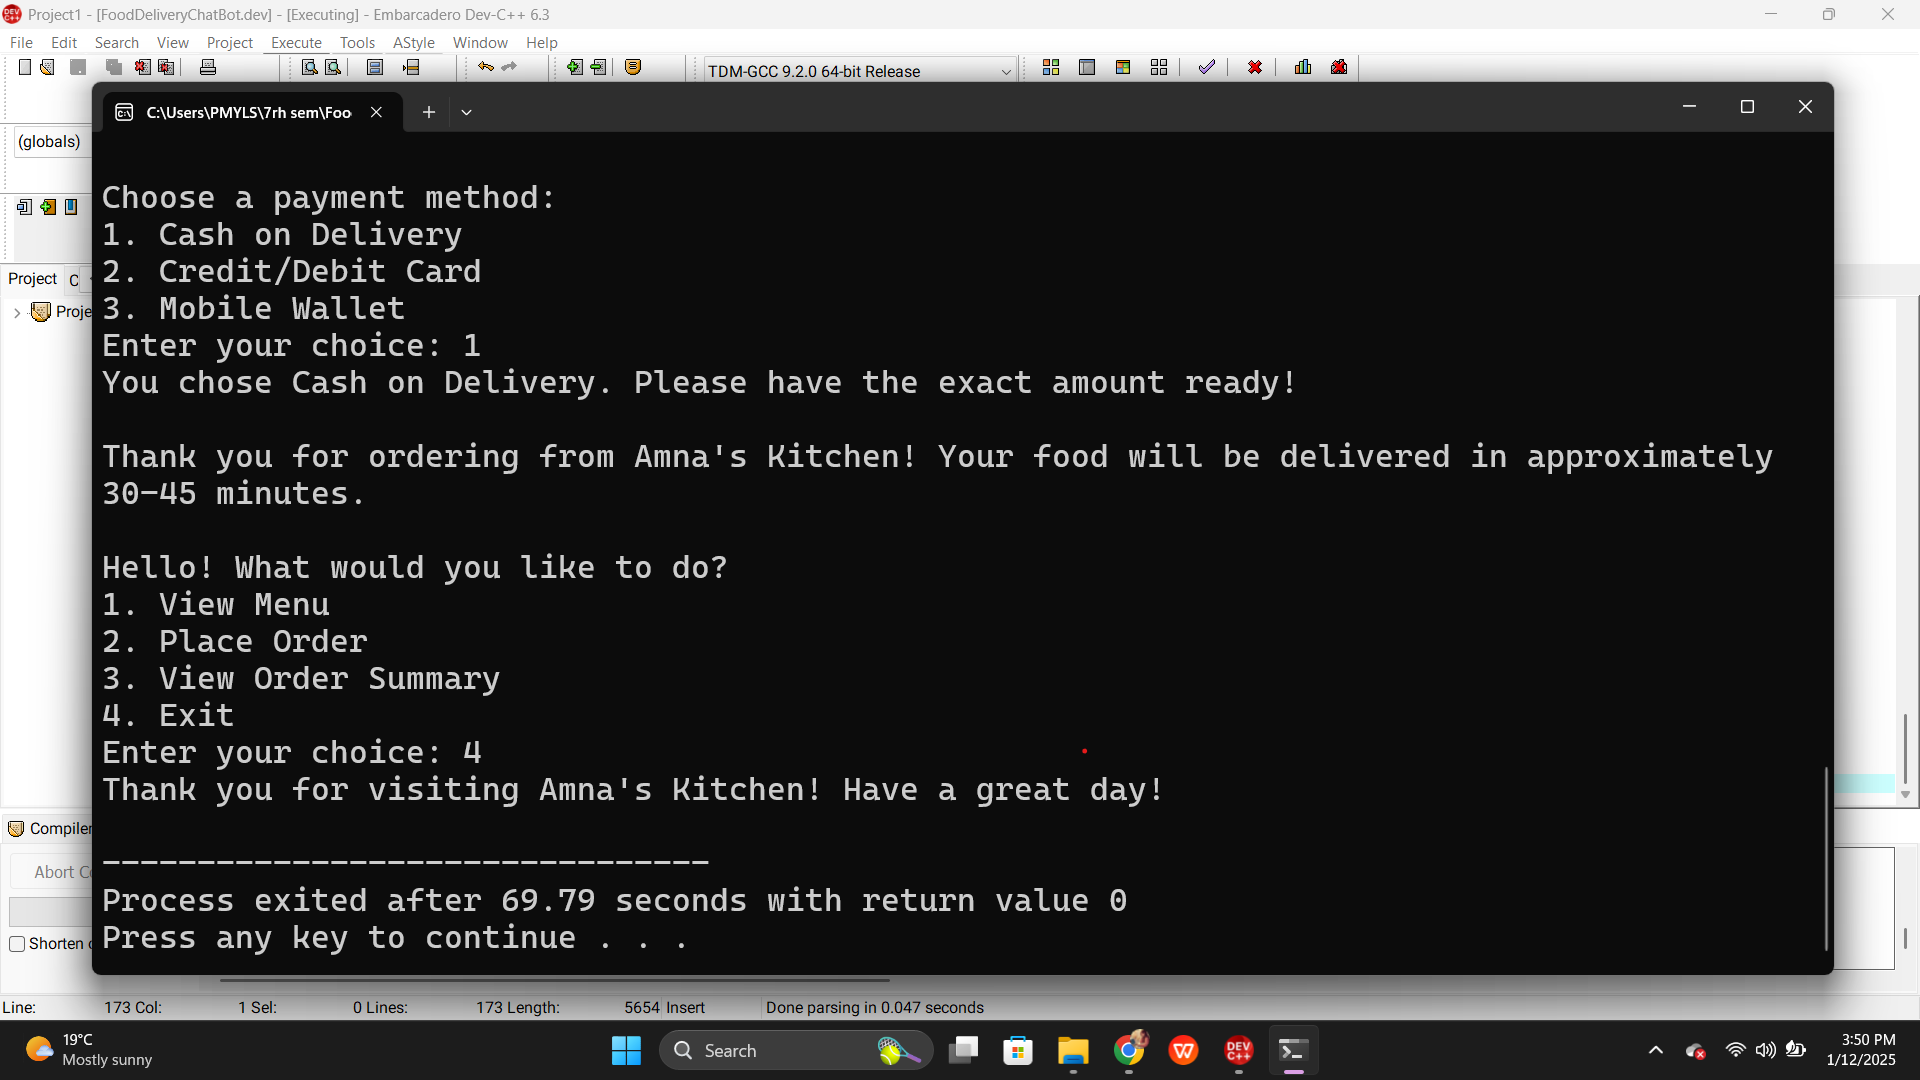 Project1 - [FoodDeliveryChatBot.dev] - [Executing] - Embarcadero Dev-C++ 6.3
File Edit Search View Project Execute Tools AStyle Window Help
TDM-GCC 9.2.0 64-bit Release
C:\Users\PMYLS\7rh sem\Foo
(globals)
Project C
Proje
Choose a payment method:
1. Cash on Delivery
2. Credit/Debit Card
3. Mobile Wallet
Enter your choice: 1
You chose Cash on Delivery. Please have the exact amount ready!
Thank you for ordering from Amna's Kitchen! Your food will be delivered in approximately
30-45 minutes.
Hello! What would you like to do?
1. View Menu
2. Place Order
3. View Order Summary
4. Exit
Enter your choice: 4
Thank you for visiting Amna's Kitchen! Have a great day!
--------------------------------
Process exited after 69.79 seconds with return value 0
Press any key to continue . . .
Compiler
Abort C
Shorten
Line: 173 Col: 1 Sel: 0 Lines: 173 Length: 5654 Insert Done parsing in 0.047 seconds
19°C
Mostly sunny
Search
DEV C++
3:50 PM
1/12/2025